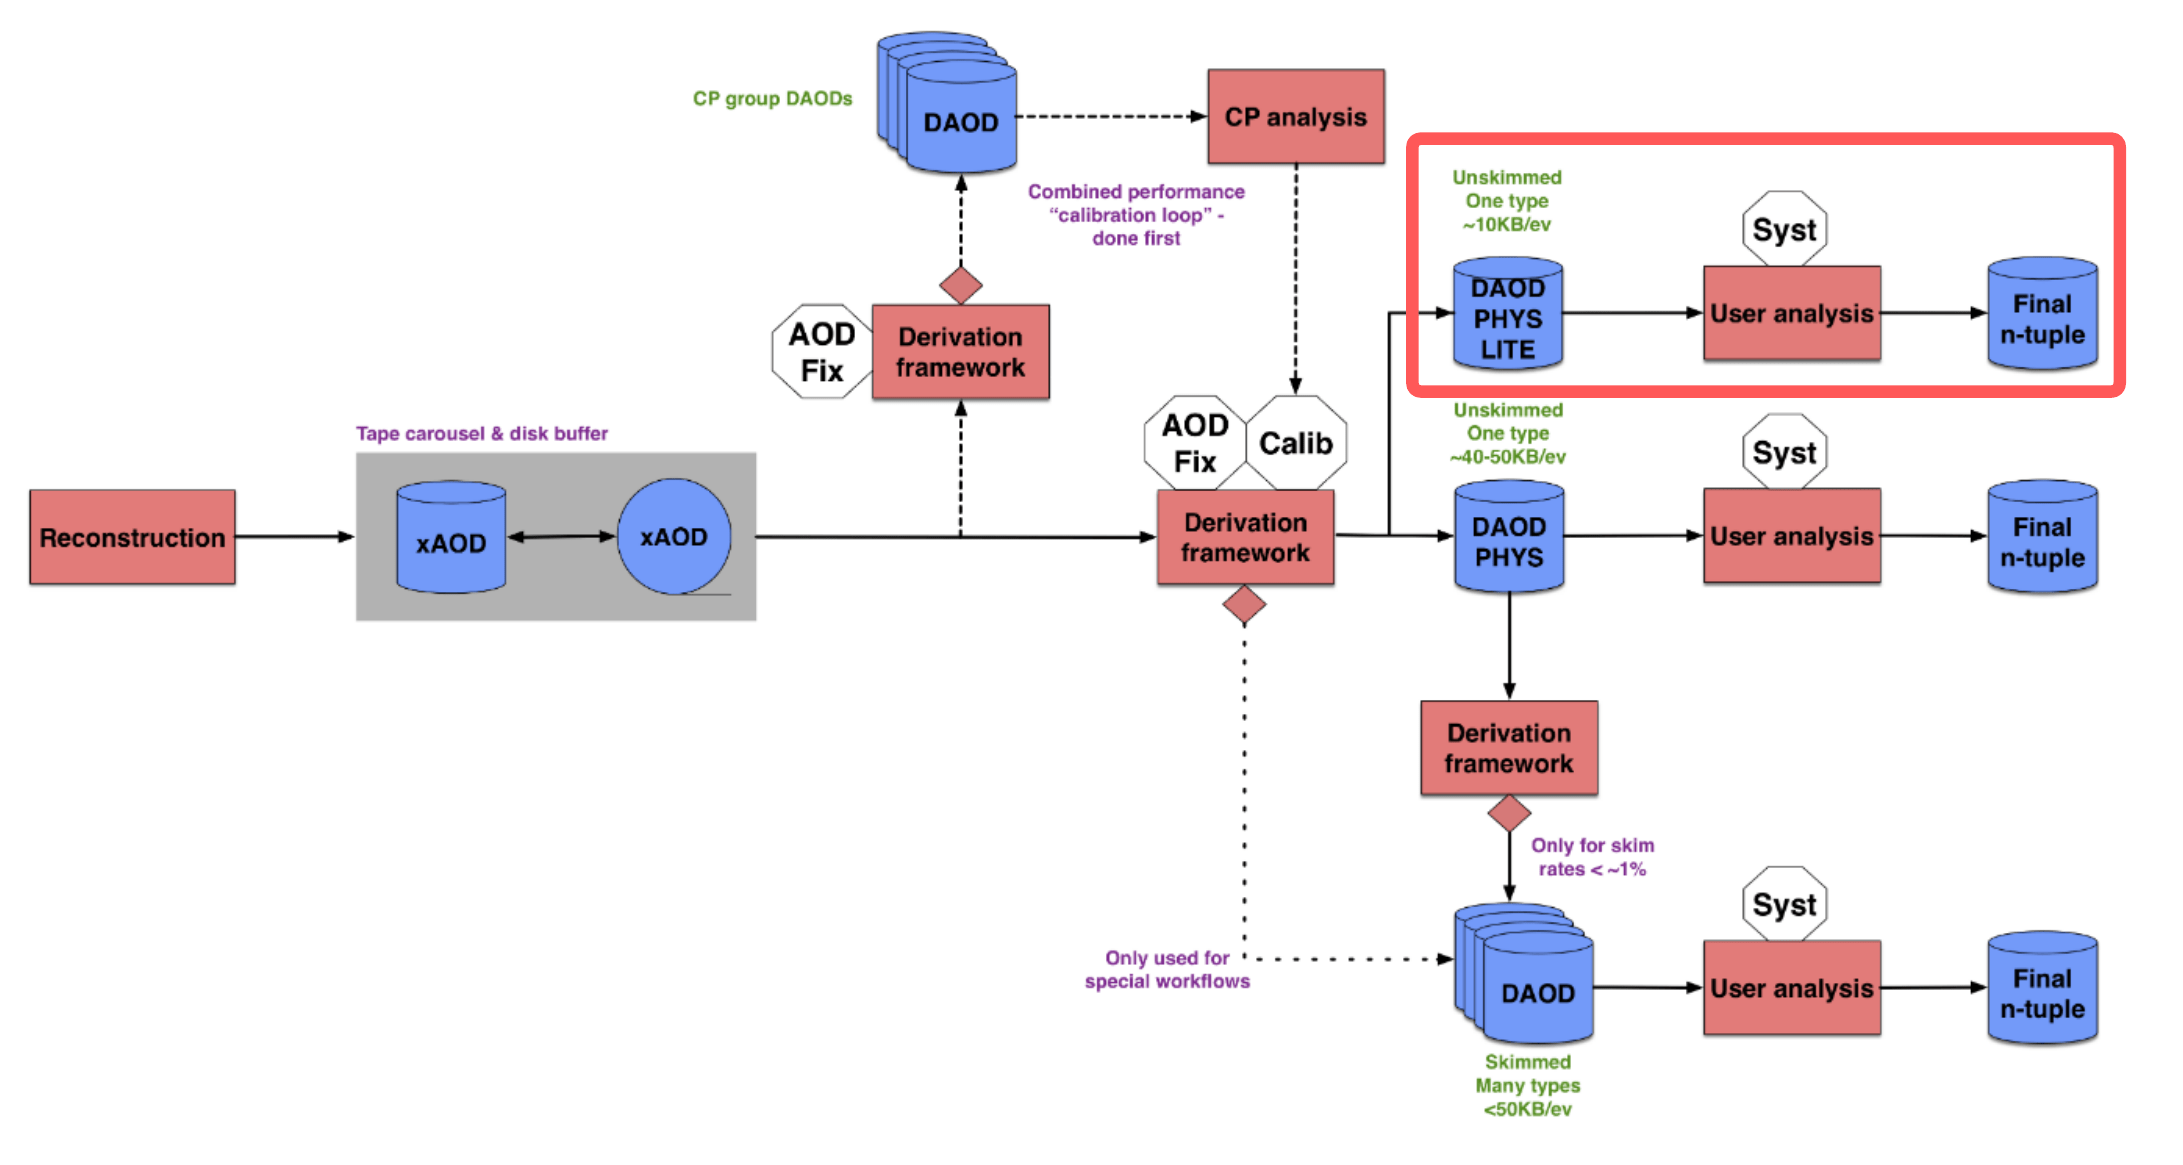 CP group DAODs
DAOD
CP analysis
Combined performance
“calibration loop” -
done first
Unskimmed
One type
~10KB/ev
Syst
DAOD
PHYS
LITE
User analysis
Final
n-tuple
AOD
Fix
Derivation
framework
Tape carousel & disk buffer
Reconstruction
xAOD
xAOD
AOD
Fix
Calib
Derivation
framework
Unskimmed
One type
~40-50KB/ev
Syst
DAOD
PHYS
User analysis
Final
n-tuple
Derivation
framework
Only for skim
rates < ~1%
Only used for
special workflows
DAOD
Syst
User analysis
Final
n-tuple
Skimmed
Many types
<50KB/ev